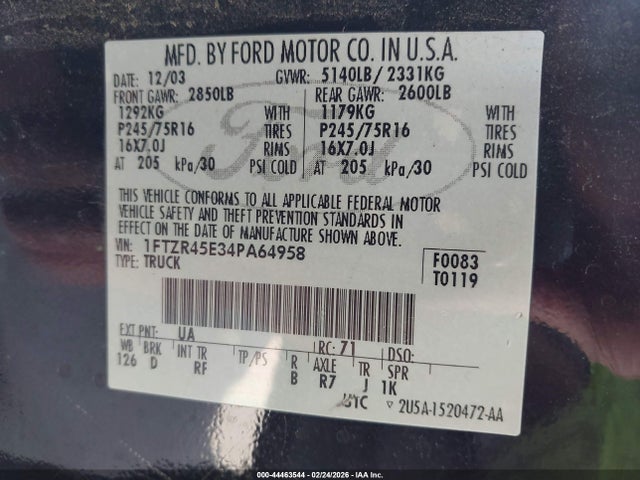 MFD. BY FORD MOTOR CO. IN U.S.A.
DATE: 12/03 GVWR: 5140LB/ 2331KG
FRONT GAWR: 2850LB REAR GAWR: 2600LB
1292KG WITH 1179KG WITH
P245/75R16 TIRES P245/75R16 TIRES
16X7.0J RIMS 16X7.0J RIMS
AT 205 kPa/30 PSI COLD AT 205 kPa/30 PSI COLD
Ford
THIS VEHICLE CONFORMS TO ALL APPLICABLE FEDERAL MOTOR
VEHICLE SAFETY AND THEFT PREVENTION STANDARDS IN
EFFECT ON THE DATE OF MANUFACTURE SHOWN ABOVE.
VIN: 1FTZR45E34PA64958
TYPE: TRUCK
F0083
T0119
EXT PNT: UA RC: 71 DSO:
WB BRK INT TR TP/PS R AXLE TR SPR
126 D RF B R7 J 1K
▽ 2U5A-1520472-AA
000-44463544 - 02/24/2026 - IAA Inc.